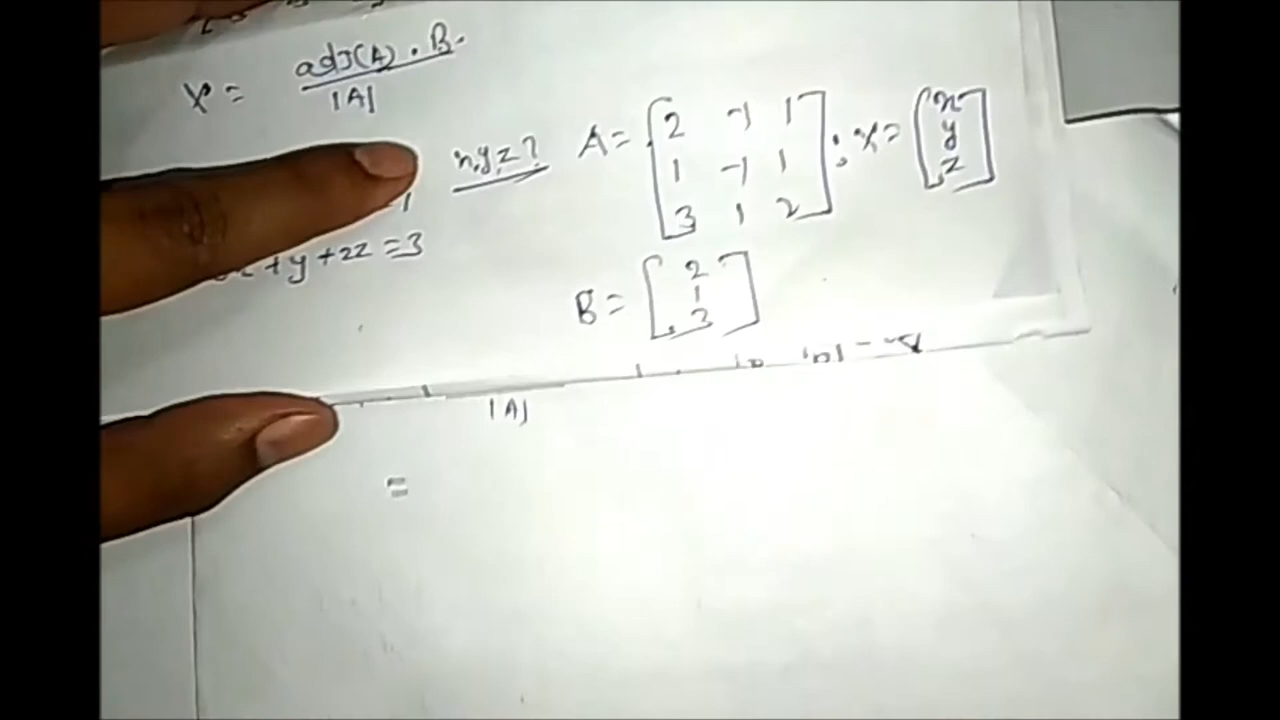 X = adj(A) . B.
|A|
x,y,z?
A = [2 -1 1
1 -1 1
3 1 2] ; X = [x
y
z]
+y+2z =3
B = [2
1
3]
|A|
=